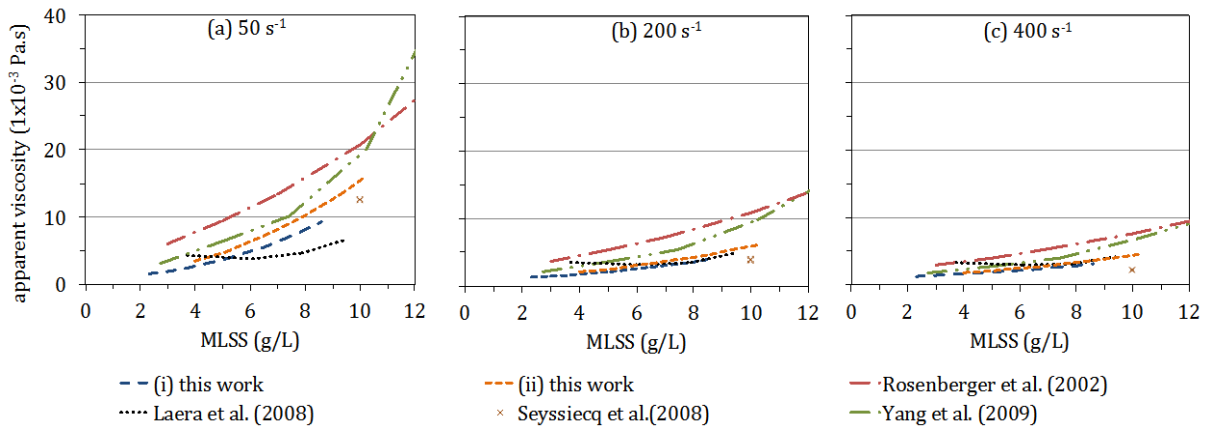 (a) 50 s⁻¹
(b) 200 s⁻¹
(c) 400 s⁻¹
apparent viscosity (1x10⁻³ Pa.s)
40
30
20
10
0
0 2 4 6 8 10 12
0 2 4 6 8 10 12
0 2 4 6 8 10 12
MLSS (g/L)
MLSS (g/L)
MLSS (g/L)
(i) this work
(ii) this work
Rosenberger et al. (2002)
Laera et al. (2008)
Seyssiecq et al.(2008)
Yang et al. (2009)